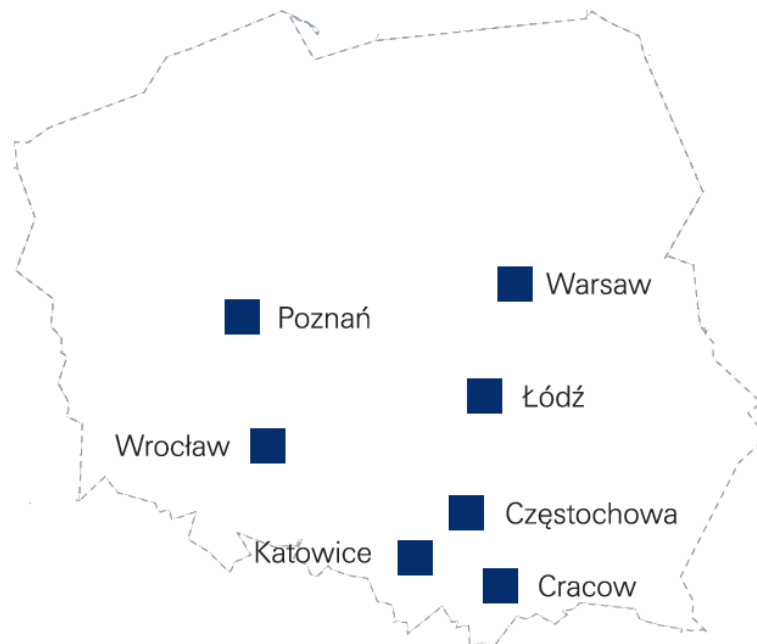 Warsaw
Poznań
Łódź
Wrocław
Częstochowa
Katowice
Cracow